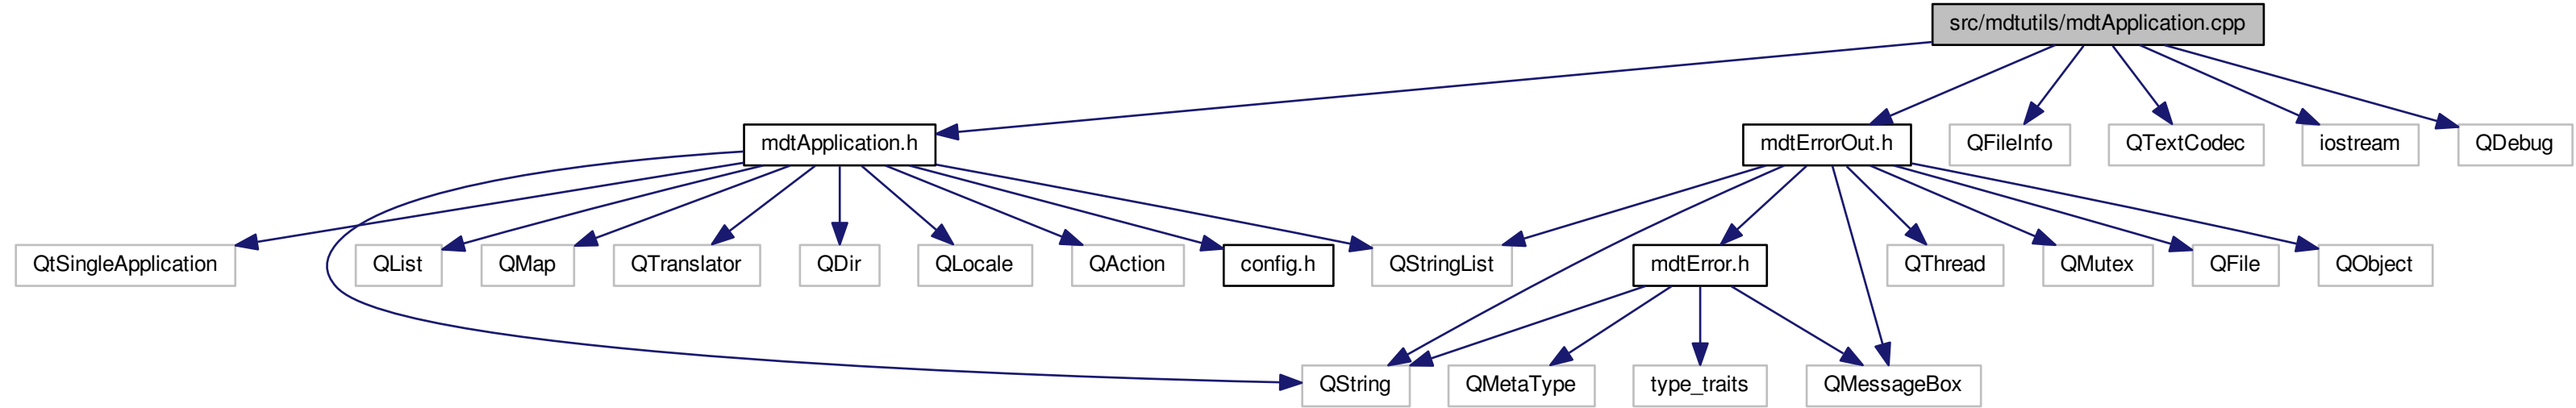 src/mdtutils/mdtApplication.cpp
mdtApplication.h
mdtErrorOut.h
QFileInfo
QTextCodec
iostream
QDebug
QtSingleApplication
QList
QMap
QTranslator
QDir
QLocale
QAction
config.h
QStringList
mdtError.h
QThread
QMutex
QFile
QObject
QString
QMetaType
type_traits
QMessageBox